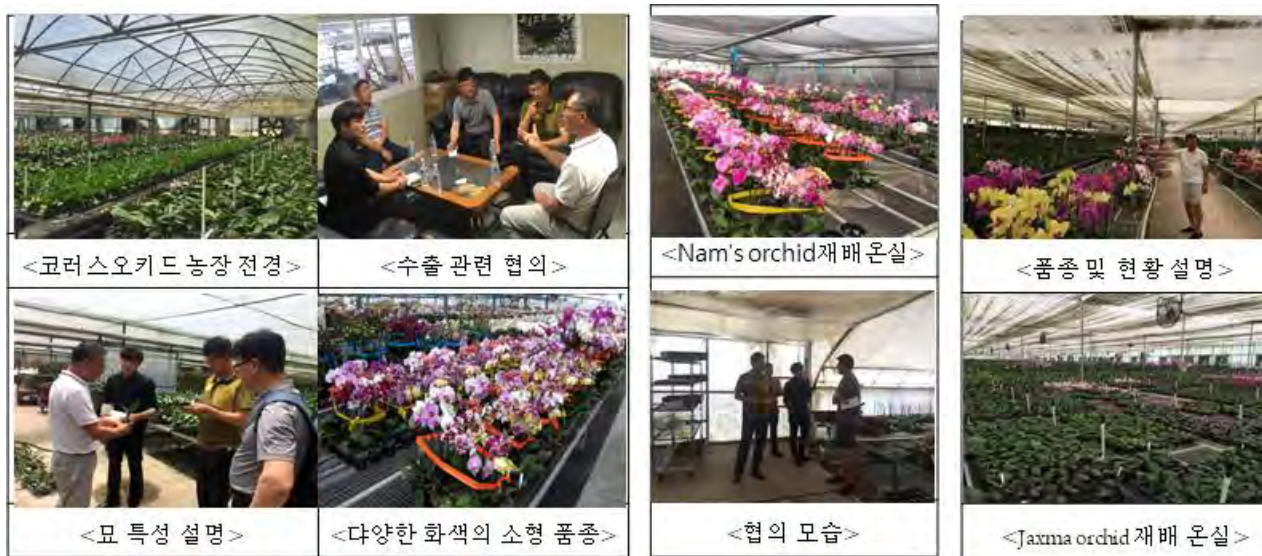 <코러스오키드 농장 전경>
<수출 관련 협의>
<Nam's orchid 재배 온실>
<품종 및 현황 설명>
<묘 특성 설명>
<댜양한 화색의 소형 품종>
<협의 모습>
<Jaxma orchid 재배 온실>